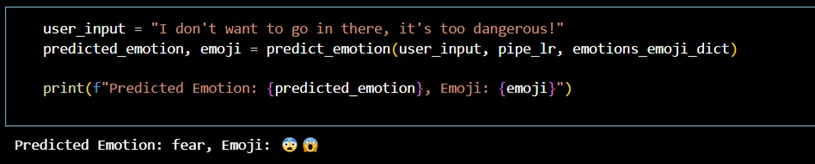 user_input = "I don't want to go in there, it's too dangerous!"
predicted_emotion, emoji = predict_emotion(user_input, pipe_lr, emotions_emoji_dict)
print(f"Predicted Emotion: {predicted_emotion}, Emoji: {emoji}")
Predicted Emotion: fear, Emoji: 😨😱